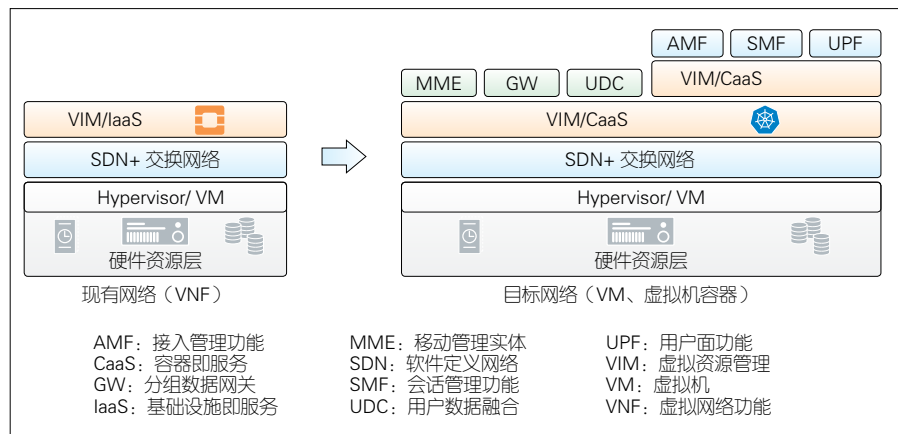 AMF SMF UPF
MME GW UDC VIM/CaaS
VIM/IaaS VIM/CaaS
SDN+ 交换网络 SDN+ 交换网络
Hypervisor/ VM Hypervisor/ VM
硬件资源层 硬件资源层
现有网络（VNF） 目标网络（VM、虚拟机容器）
AMF：接入管理功能 MME：移动管理实体 UPF：用户面功能
CaaS：容器即服务 SDN：软件定义网络 VIM：虚拟资源管理
GW：分组数据网关 SMF：会话管理功能 VM：虚拟机
IaaS：基础设施即服务 UDC：用户数据融合 VNF：虚拟网络功能